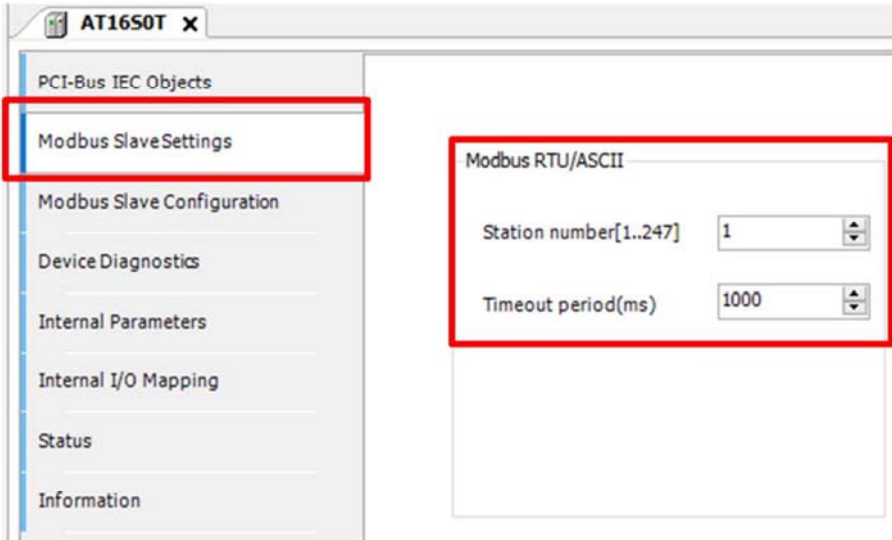 AT16S0T X
PCI-Bus IEC Objects
Modbus Slave Settings
Modbus Slave Configuration
Device Diagnostics
Internal Parameters
Internal I/O Mapping
Status
Information
Modbus RTU/ASCII
Station number[1..247] 1
Timeout period(ms) 1000